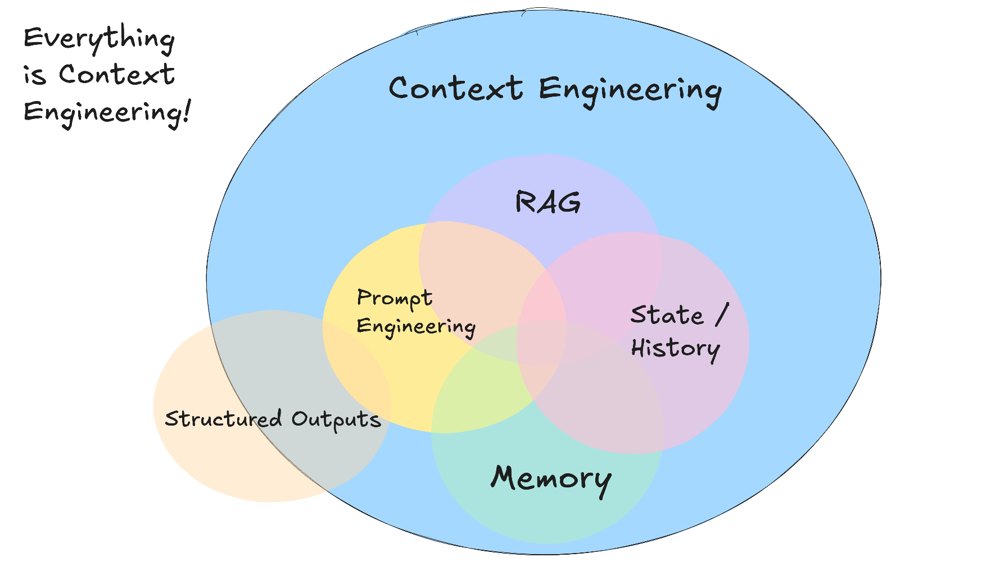 Everything
is Context
Engineering!
Context Engineering
RAG
Prompt
Engineering
State /
History
Structured Outputs
Memory